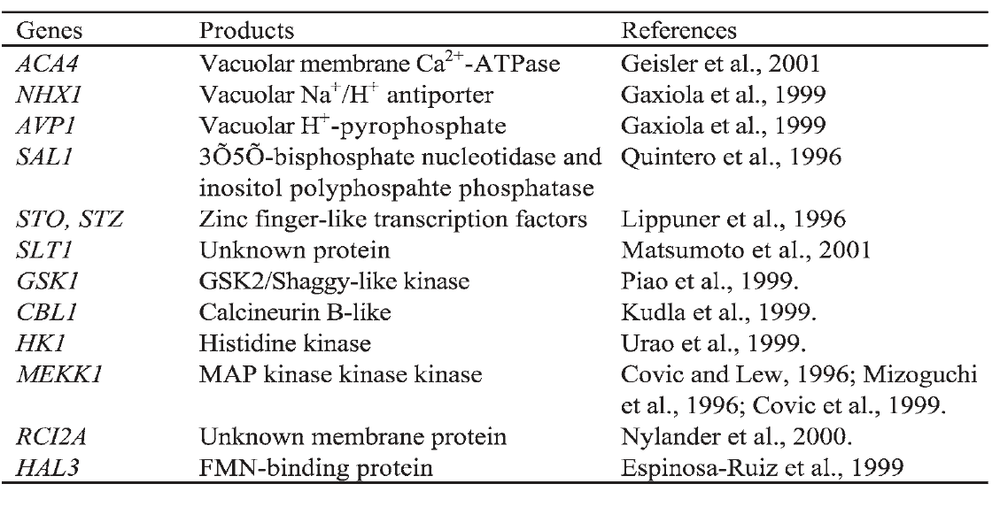 Genes Products References
ACA4 Vacuolar membrane Ca2+-ATPase Geisler et al., 2001
NHX1 Vacuolar Na+/H+ antiporter Gaxiola et al., 1999
AVP1 Vacuolar H+-pyrophosphate Gaxiola et al., 1999
SAL1 3Õ5Õ-bisphosphate nucleotidase and Quintero et al., 1996
inositol polyphospahte phosphatase
STO, STZ Zinc finger-like transcription factors Lippuner et al., 1996
SLT1 Unknown protein Matsumoto et al., 2001
GSK1 GSK2/Shaggy-like kinase Piao et al., 1999.
CBL1 Calcineurin B-like Kudla et al., 1999.
HK1 Histidine kinase Urao et al., 1999.
MEKK1 MAP kinase kinase kinase Covic and Lew, 1996; Mizoguchi
et al., 1996; Covic et al., 1999.
RCI2A Unknown membrane protein Nylander et al., 2000.
HAL3 FMN-binding protein Espinosa-Ruiz et al., 1999